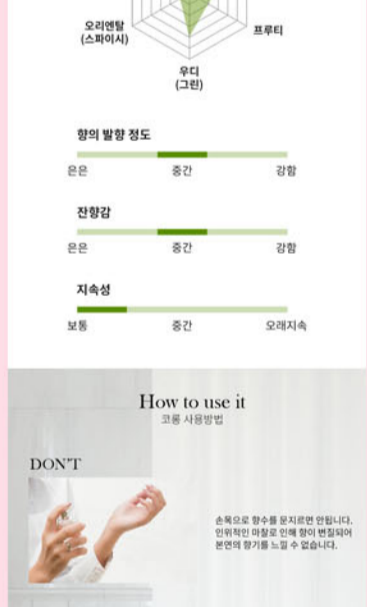 오리엔탈
(스파이시)
프루티
우디
(그린)
향의 발향 정도
은은 중간 강함
잔향감
은은 중간 강함
지속성
보통 중간 오래지속
How to use it
코롱 사용방법
DON'T
손목으로 향수를 문지르면 안됩니다.
인위적인 마찰로 인해 향이 변질되어
본연의 향기를 느낄 수 없습니다.